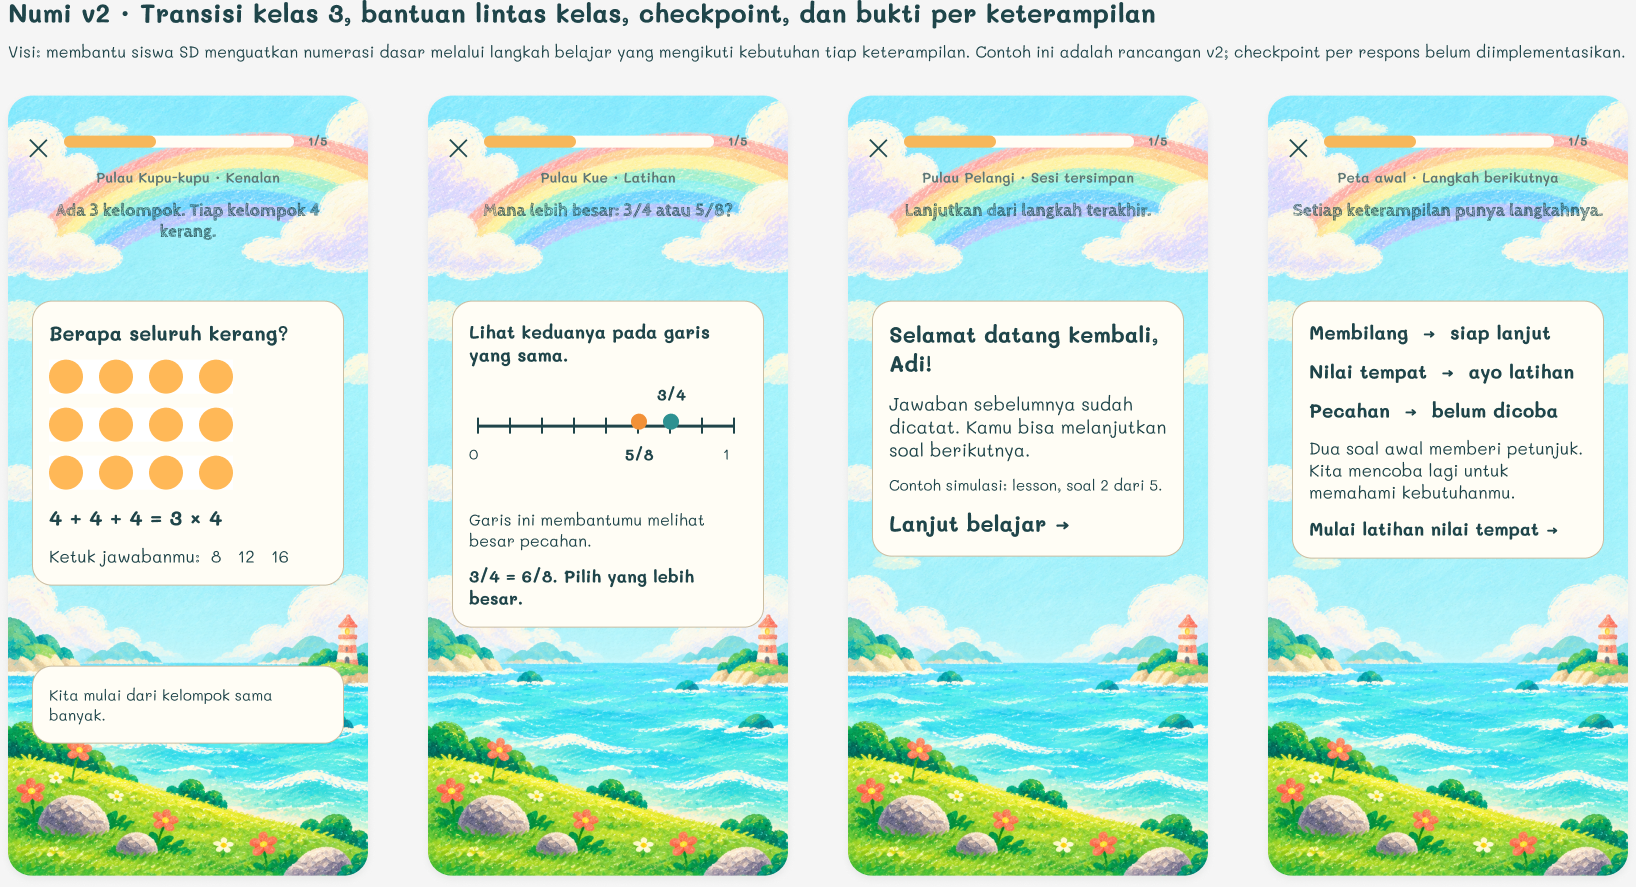 Numi v2 · Transisi kelas 3, bantuan lintas kelas, checkpoint, dan bukti per keterampilan
Visi: membantu siswa SD menguatkan numerasi dasar melalui langkah belajar yang mengikuti kebutuhan tiap keterampilan. Contoh ini adalah rancangan v2; checkpoint per respons belum diimplementasikan.
1/5
Pulau Kupu-kupu · Kenalan
Ada 3 kelompok. Tiap kelompok 4
kerang.
Berapa seluruh kerang?
4 + 4 + 4 = 3 × 4
Ketuk jawabanmu: 8 12 16
Kita mulai dari kelompok sama
banyak.
1/5
Pulau Kue · Latihan
Mana lebih besar: 3/4 atau 5/8?
Lihat keduanya pada garis
yang sama.
3/4
0 5/8 1
Garis ini membantumu melihat
besar pecahan.
3/4 = 6/8. Pilih yang lebih
besar.
1/5
Pulau Pelangi · Sesi tersimpan
Lanjutkan dari langkah terakhir.
Selamat datang kembali,
Adi!
Jawaban sebelumnya sudah
dicatat. Kamu bisa melanjutkan
soal berikutnya.
Contoh simulasi: lesson, soal 2 dari 5.
Lanjut belajar →
1/5
Peta awal · Langkah berikutnya
Setiap keterampilan punya langkahnya.
Membilang → siap lanjut
Nilai tempat → ayo latihan
Pecahan → belum dicoba
Dua soal awal memberi petunjuk.
Kita mencoba lagi untuk
memahami kebutuhanmu.
Mulai latihan nilai tempat →